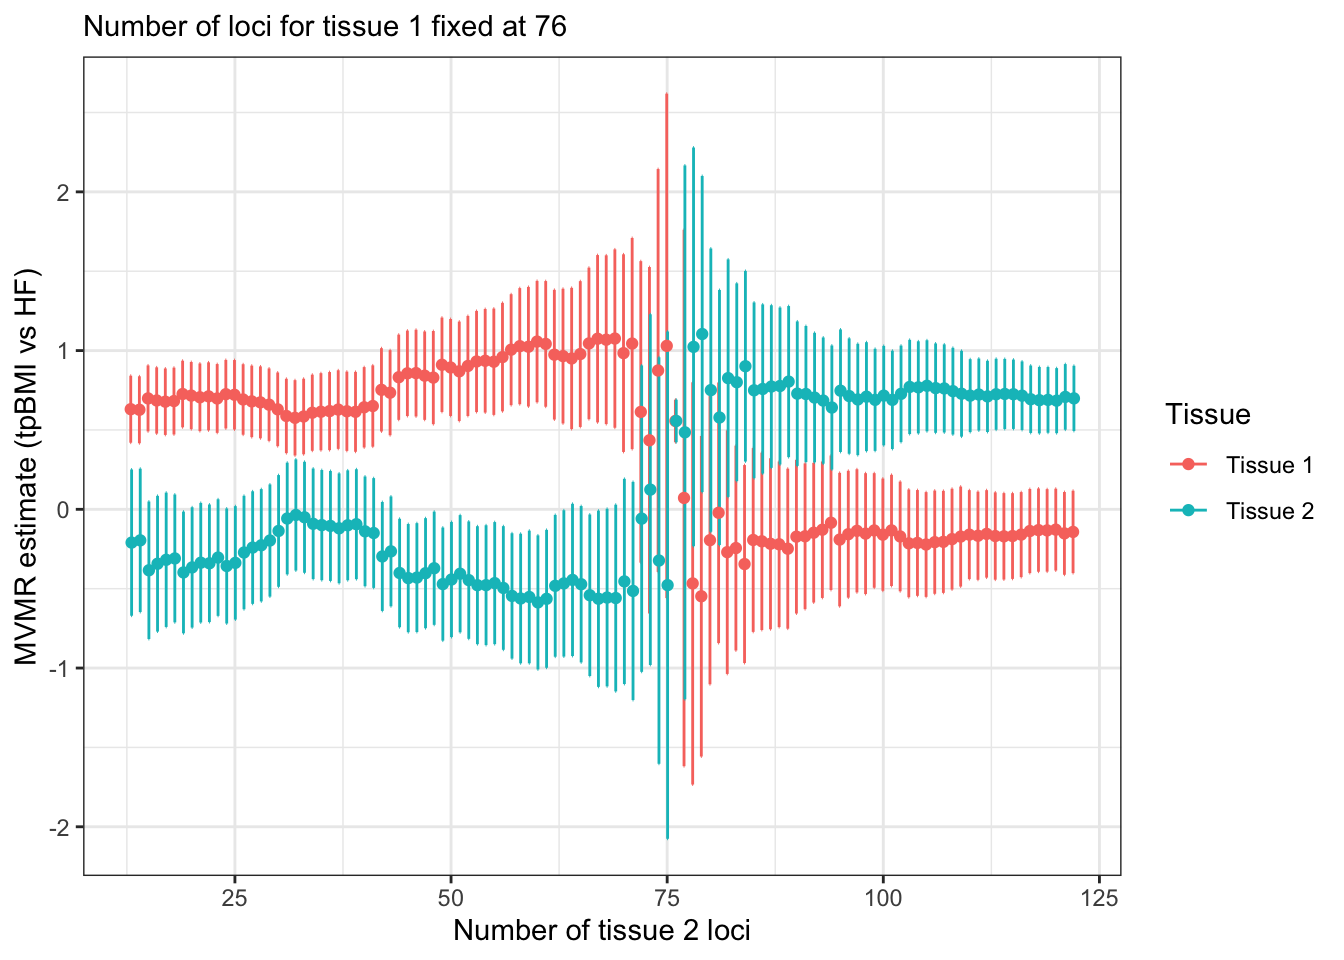 Number of loci for tissue 1 fixed at 76
MVMR estimate (tpBMI vs HF)
2
1
0
-1
-2
25
50
75
100
125
Number of tissue 2 loci
Tissue
Tissue 1
Tissue 2